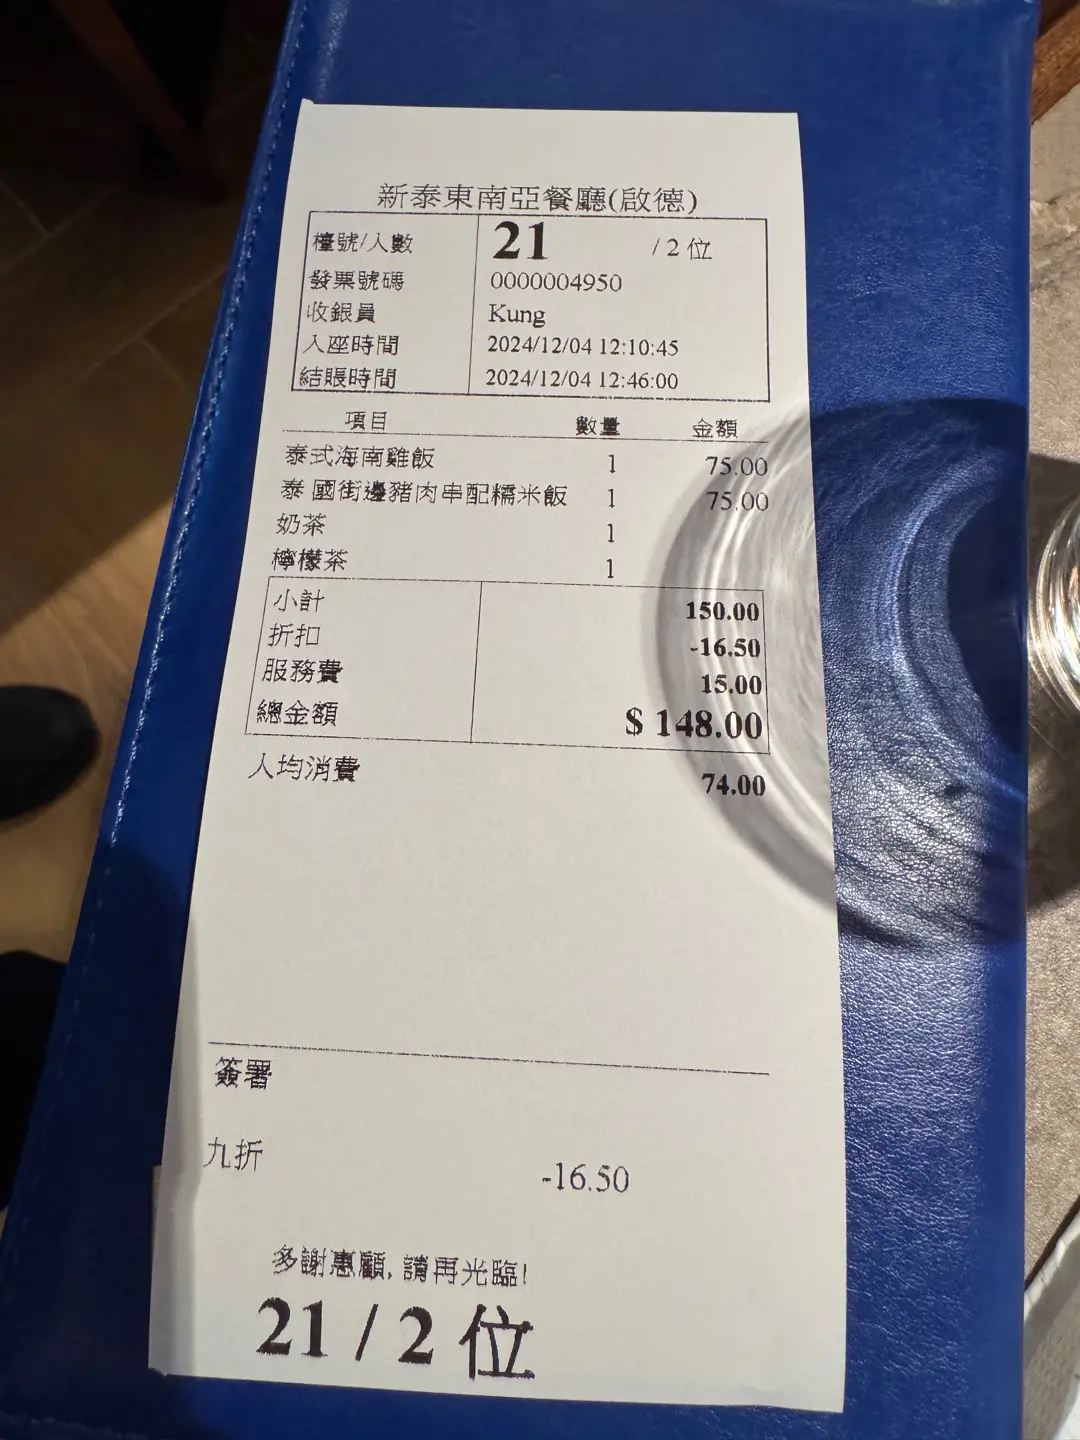 新泰東南亞餐廳(啟德)
檯號/人數 21 / 2 位
發票號碼 0000004950
收銀員 Kung
入座時間 2024/12/04 12:10:45
結賬時間 2024/12/04 12:46:00
項目 數量 金額
泰式海南雞飯 1 75.00
泰國街邊豬肉串配糯米飯 1 75.00
奶茶 1
檸檬茶 1
小計 150.00
折扣 -16.50
服務費 15.00
總金額 $ 148.00
人均消費 74.00
簽署
九折 -16.50
多謝惠顧, 請再光臨!
21 / 2 位